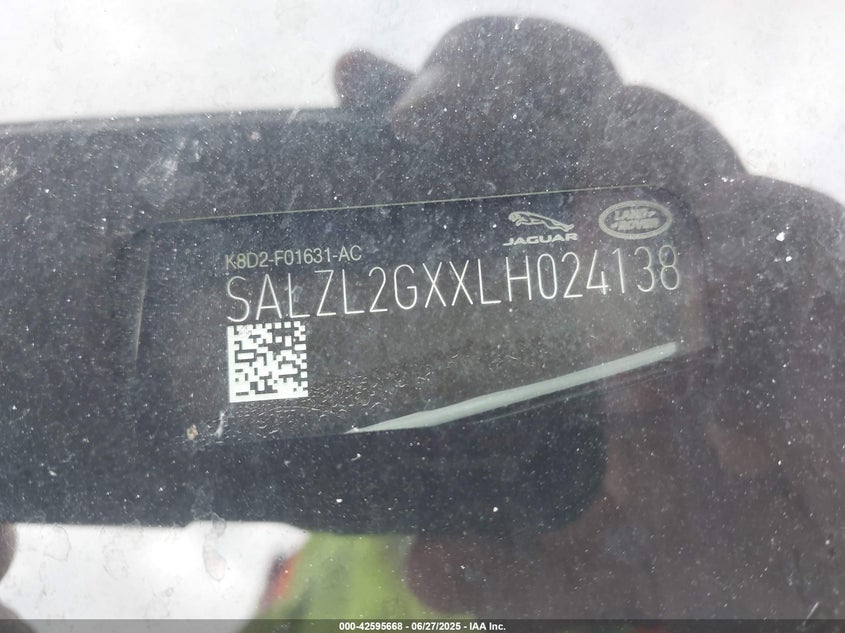 JAGUAR
LAND ROVER
K8D2-F01631-AC
SALZL2GXXLH024138
000-42595668 - 06/27/2025 - IAA Inc.